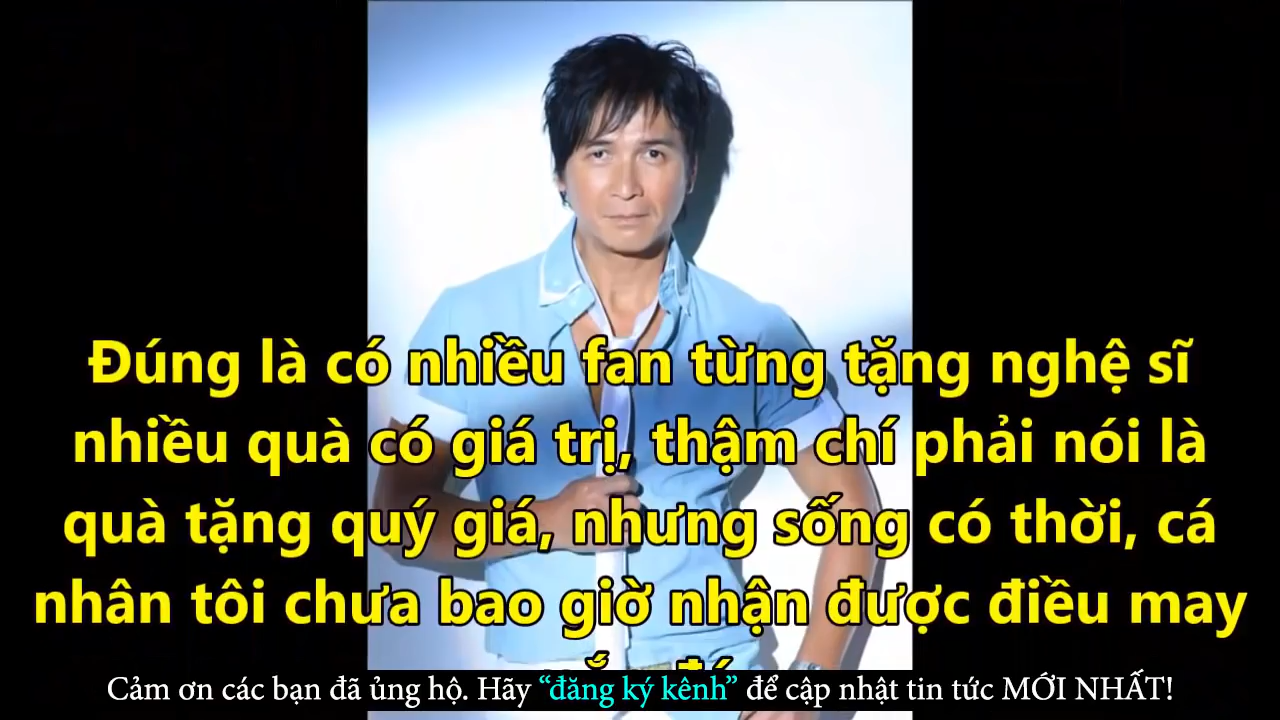 Đúng là có nhiều fan từng tặng nghệ sĩ
nhiều quà có giá trị, thậm chí phải nói là
quà tặng quý giá, nhưng sống có thời, cá
nhân tôi chưa bao giờ nhận được điều may
Cảm ơn các bạn đã ủng hộ. Hãy “đăng ký kênh” để cập nhật tin tức MỚI NHẤT!